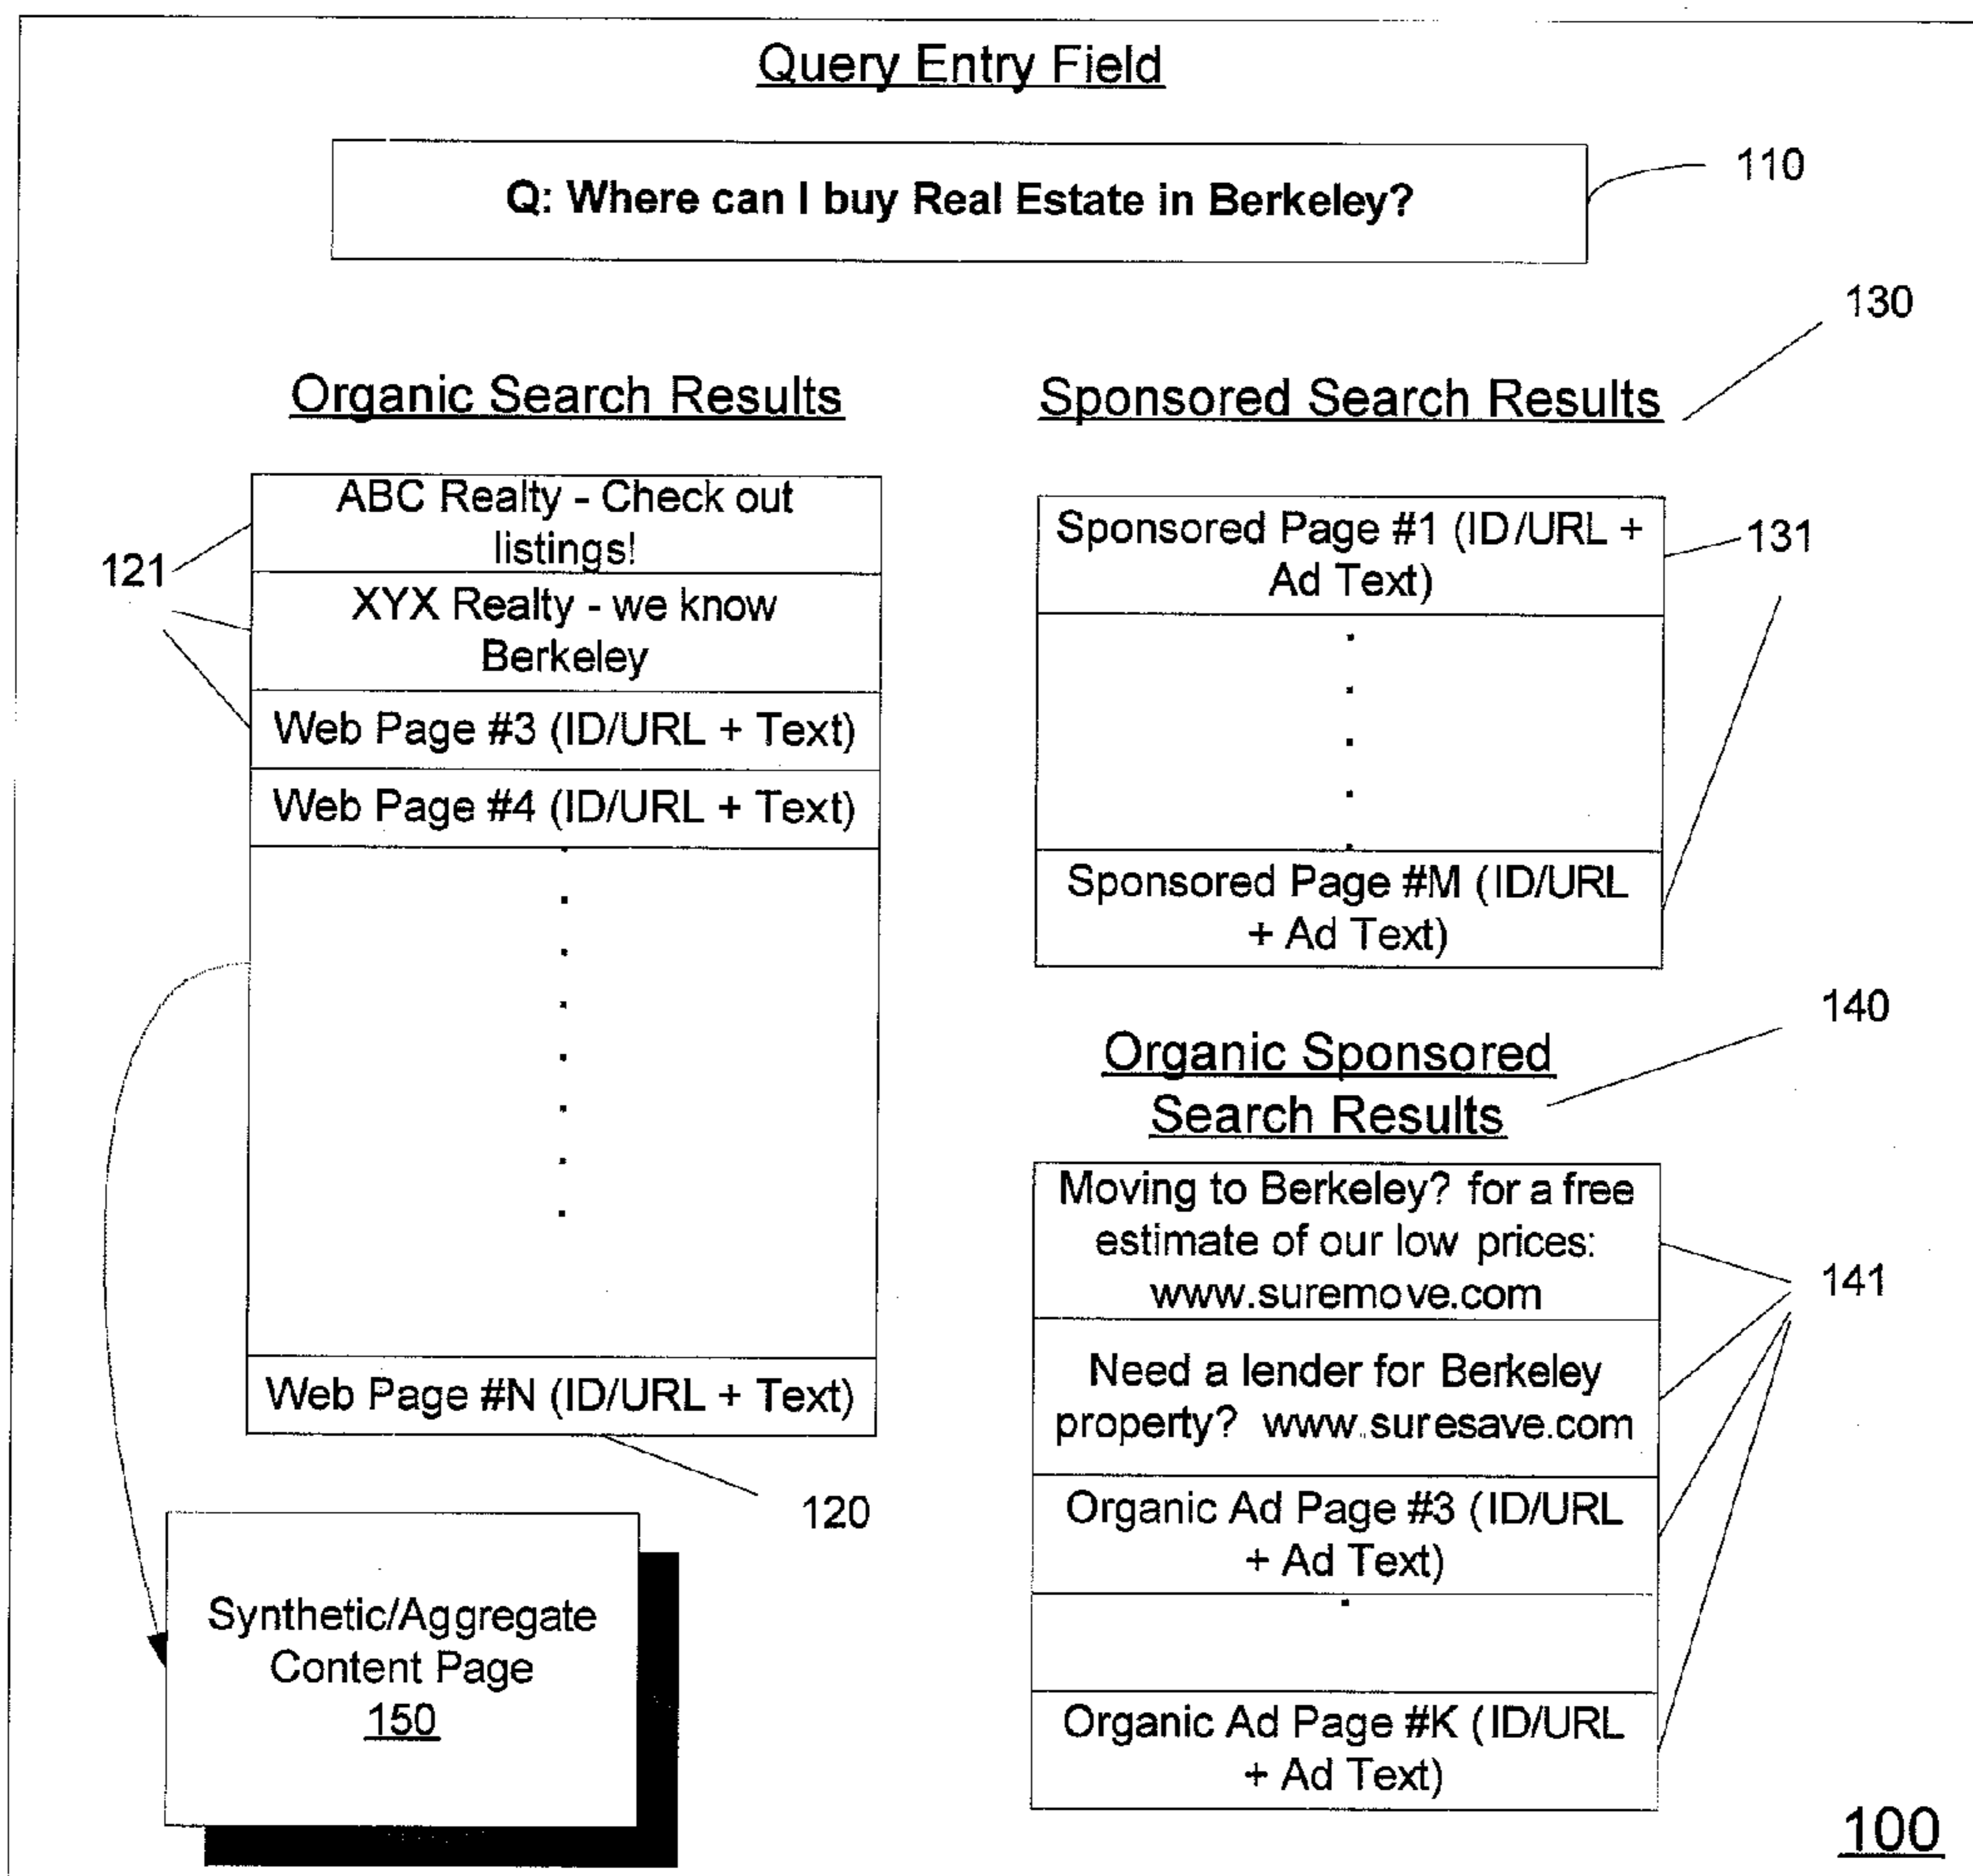 Query Entry Field
Q: Where can I buy Real Estate in Berkeley?
110
130
Organic Search Results
ABC Realty - Check out
listings!
XYX Realty - we know
Berkeley
Web Page #3 (ID/URL + Text)
Web Page #4 (ID/URL + Text)
Web Page #N (ID/URL + Text)
121
120
Synthetic/Aggregate
Content Page
150
Sponsored Search Results
Sponsored Page #1 (ID/URL +
Ad Text)
Sponsored Page #M (ID/URL
+ Ad Text)
131
140
Organic Sponsored
Search Results
Moving to Berkeley? for a free
estimate of our low prices:
www.suremove.com
Need a lender for Berkeley
property? www.suresave.com
Organic Ad Page #3 (ID/URL
+ Ad Text)
Organic Ad Page #K (ID/URL
+ Ad Text)
141
100